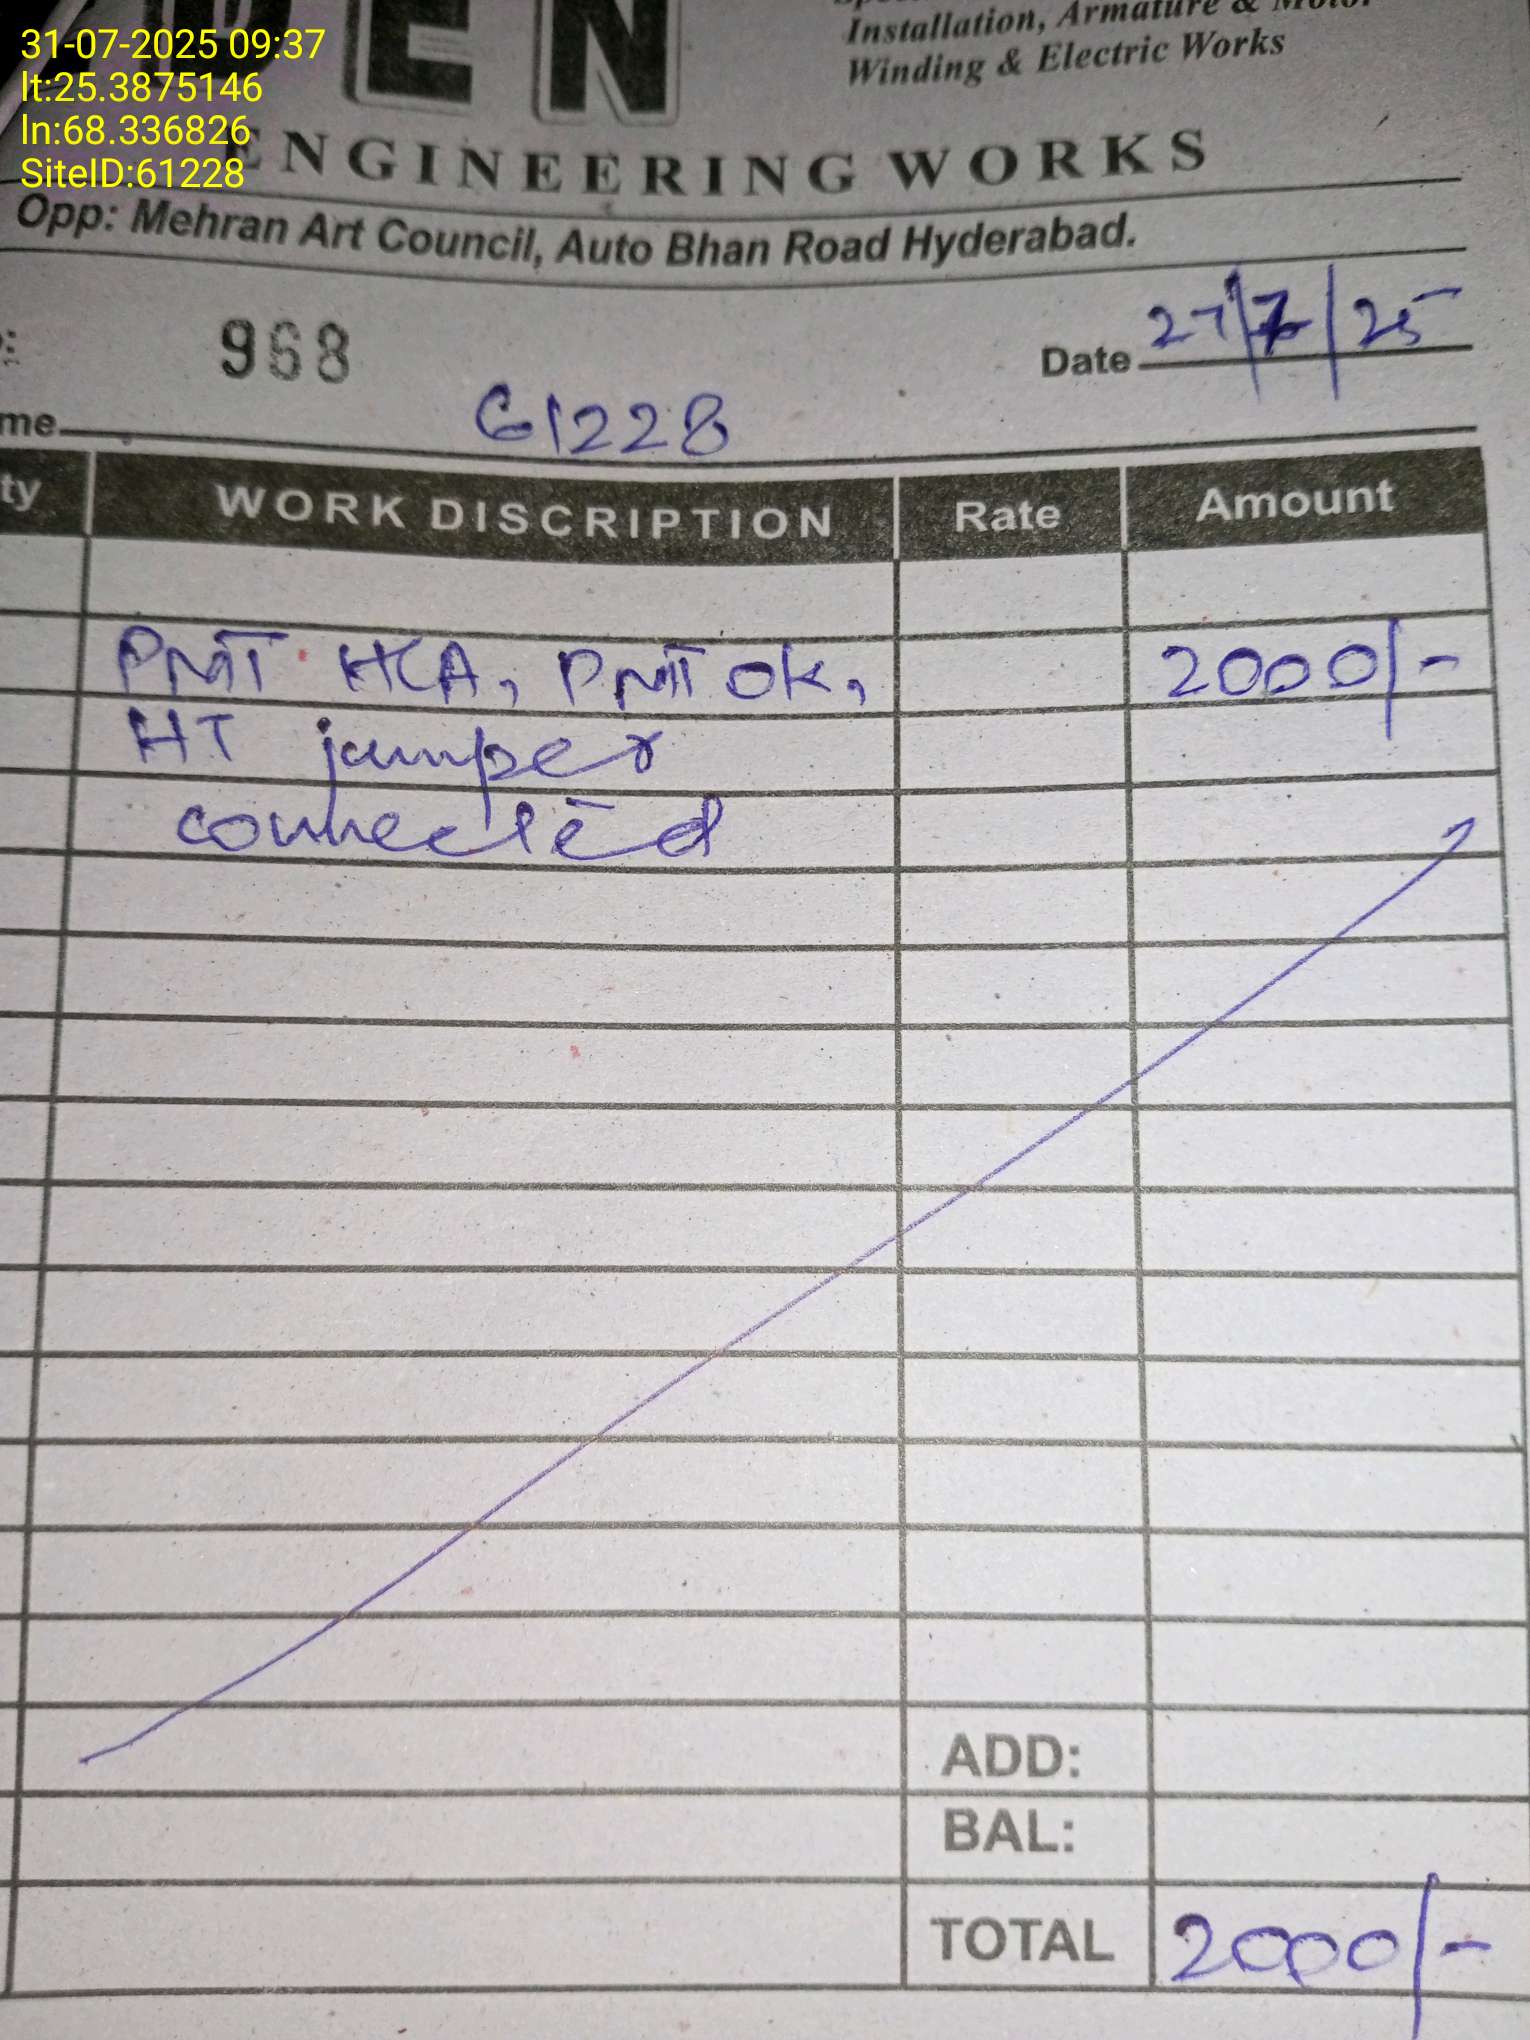 31-07-2025 09:37
lt:25.3875146
ln:68.336826
SiteID:61228
Installation, Armature & Motor
Winding & Electric Works
ENGINEERING WORKS
Opp: Mehran Art Council, Auto Bhan Road Hyderabad.
968
Date 27/7/25
me 61228
ty WORK DISCRIPTION Rate Amount
PMT HCA, PMT OK, 2000/-
HT jumper
connected
ADD:
BAL:
TOTAL 2000/-